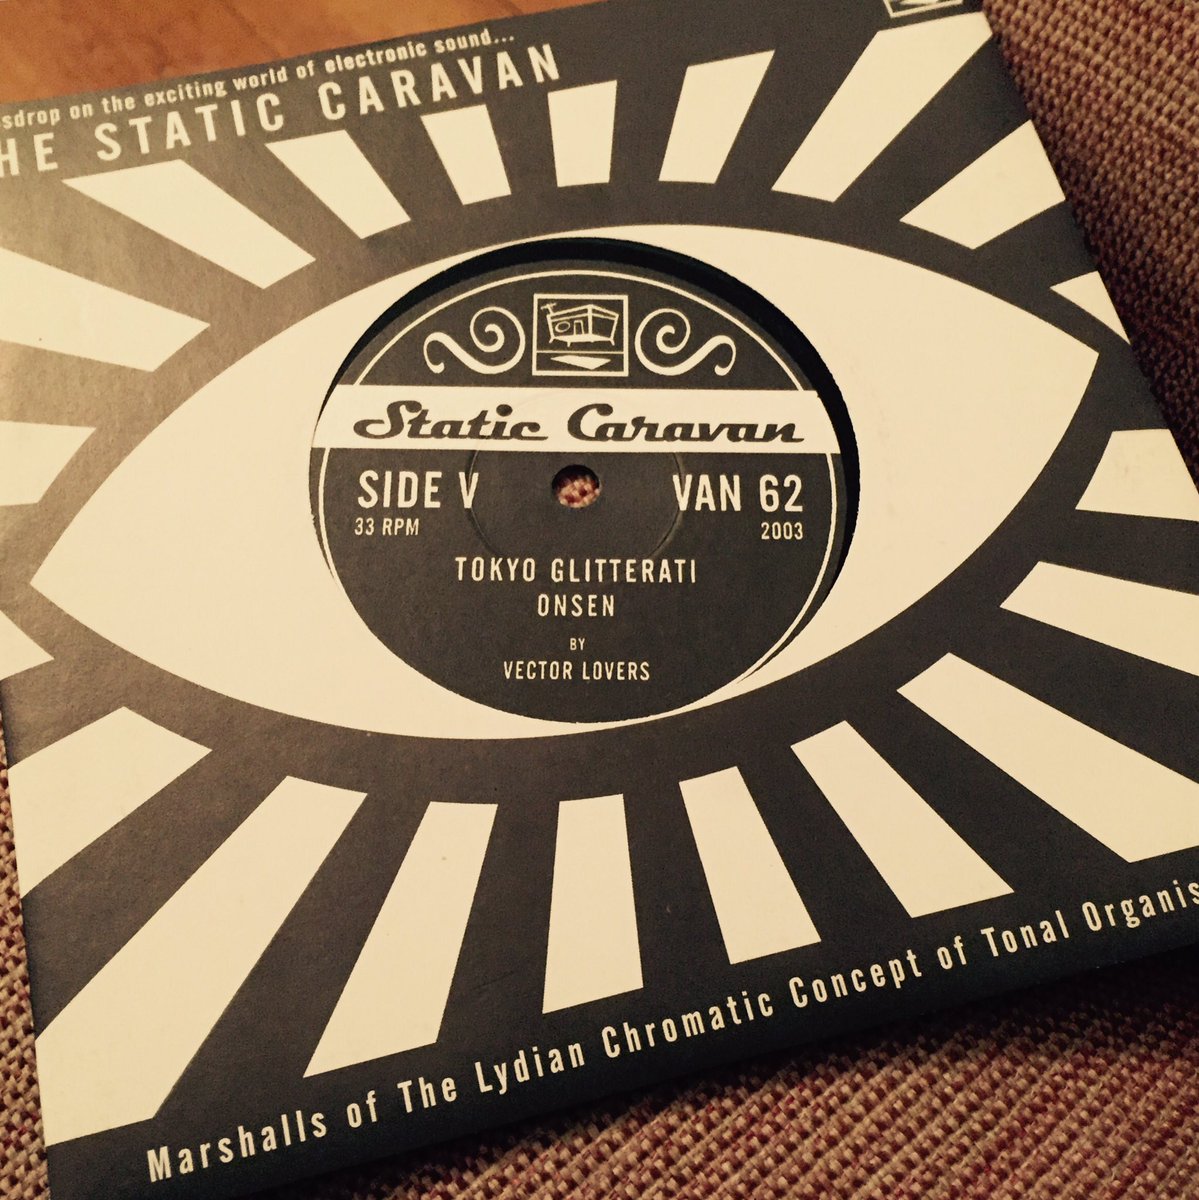 sdrop on the exciting world of electronic sound...
HE STATIC CARAVAN
Static Caravan
SIDE V VAN 62
33 RPM 2003
TOKYO GLITTERATI
ONSEN
BY
VECTOR LOVERS
Marshalls of The Lydian Chromatic Concept of Tonal Organis